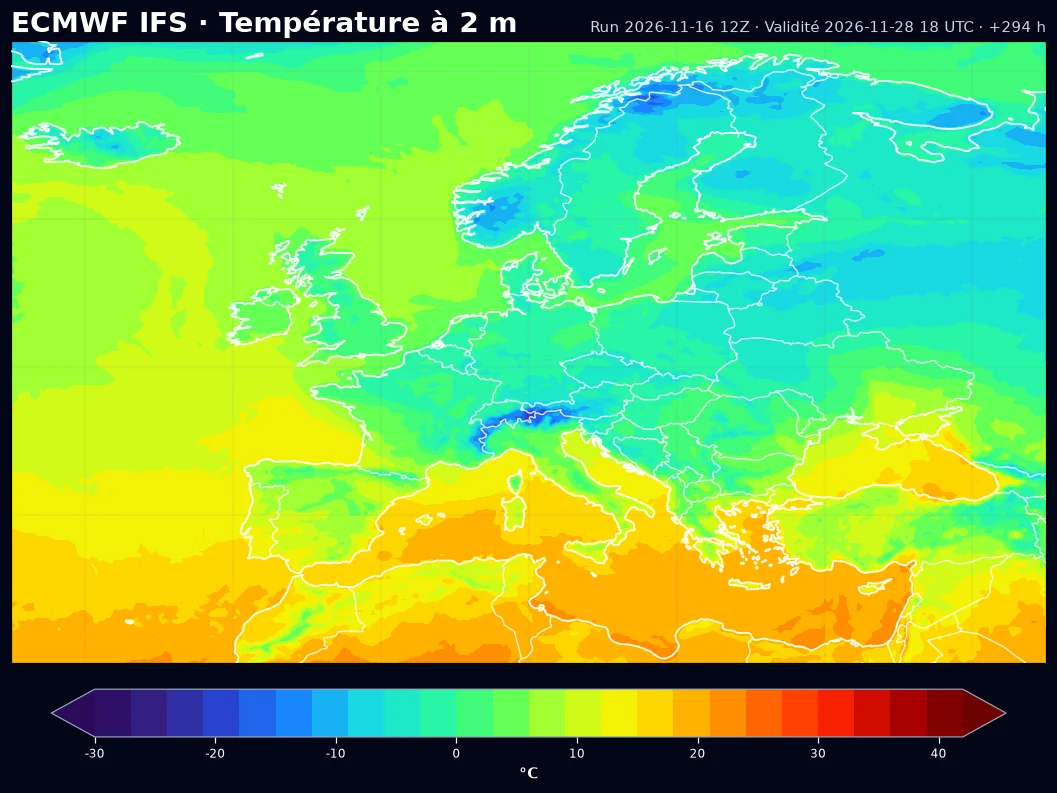 ECMWF IFS · Température à 2 m
Run 2026-11-16 12Z · Validité 2026-11-28 18 UTC · +294 h
-30 -20 -10 0 10 20 30 40
°C